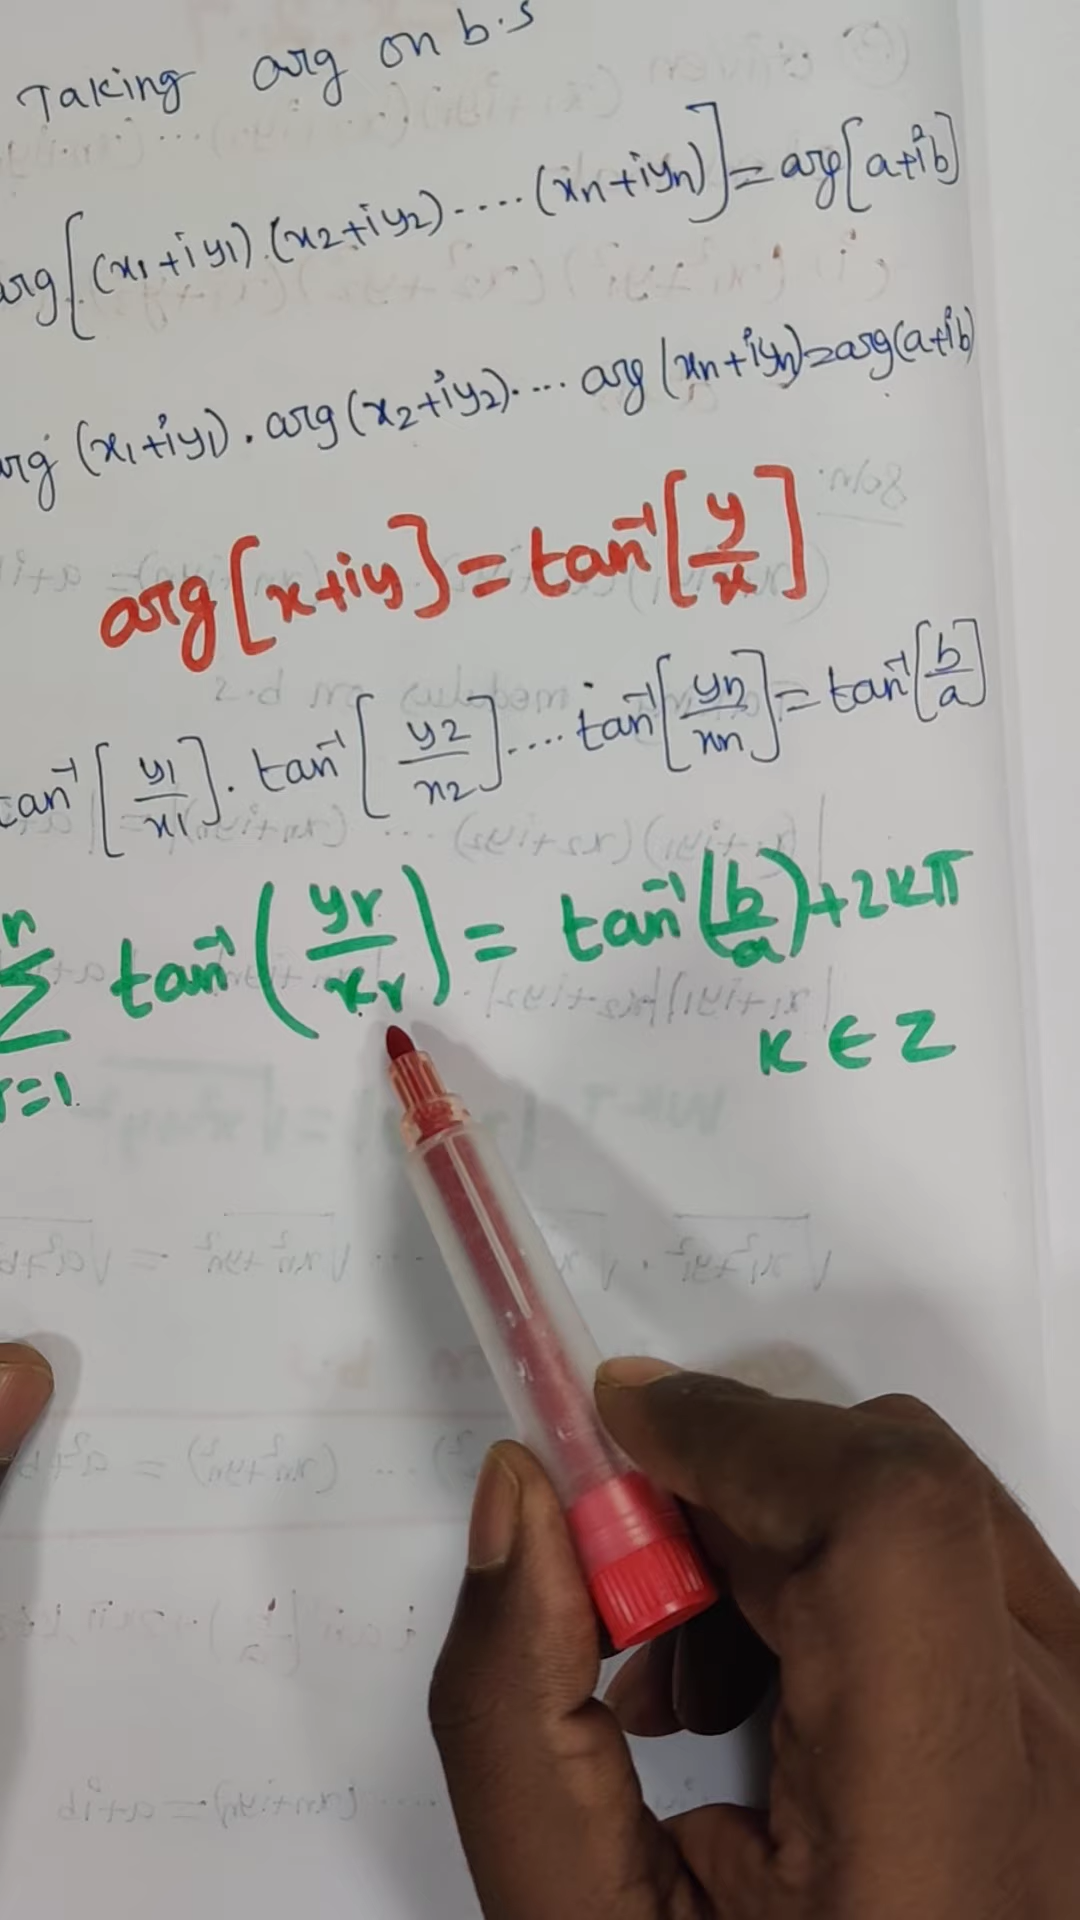 Taking arg on b.s
arg[(x1+iy1).(x2+iy2)....(xn+iyn)]=arg[a+ib]
arg (x1+iy1).arg(x2+iy2).... arg (xn+iyn)=arg(a+ib)
arg[x+iy]=tan⁻¹[y/x]
tan⁻¹[y1/x1].tan⁻¹[y2/x2]....tan⁻¹[yn/xn]=tan⁻¹[b/a]
n Σ r=1 tan⁻¹(yr/xr)=tan⁻¹(b/a)+2kπ
k ∈ Z